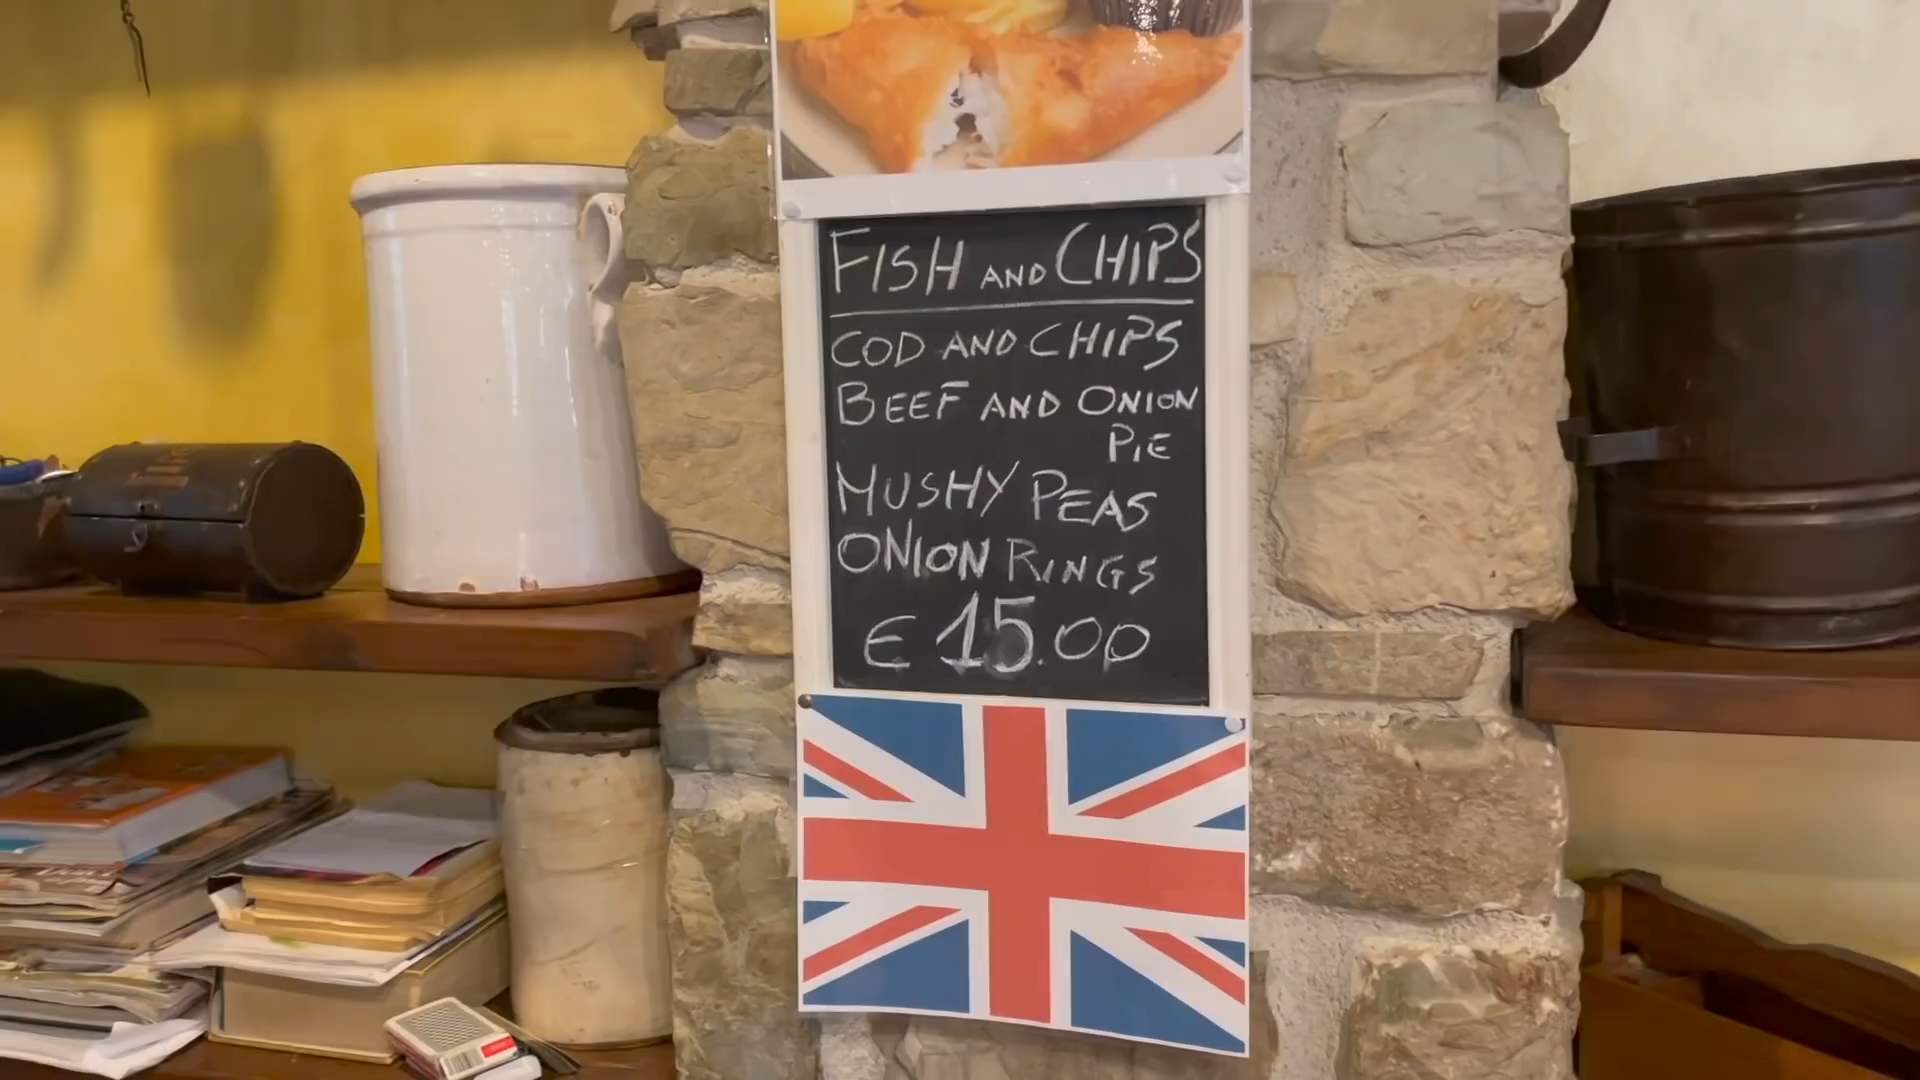 FISH AND CHIPS
COD AND CHIPS
BEEF AND ONION
PIE
MUSHY PEAS
ONION RINGS
€ 15.00